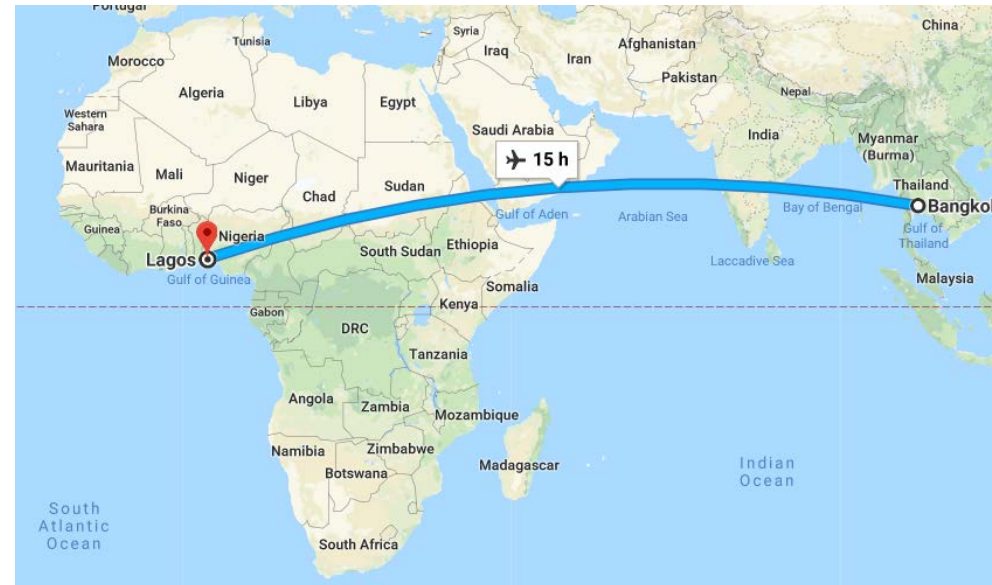 Portugal
Syria
China
Tunisia
Iraq
Afghanistan
Iran
Morocco
Pakistan
Algeria
Libya
Egypt
Nepal
Western
Sahara
Saudi Arabia
India
Myanmar
(Burma)
15 h
Mauritania
Mali
Niger
Chad
Sudan
Thailand
Bangkok
Burkina
Faso
Guinea
Nigeria
Gulf of Aden
Arabian Sea
Bay of Bengal
Gulf of
Thailand
South Sudan
Ethiopia
Lagos
Laccadive Sea
Gulf of Guinea
Somalia
Malaysia
Gabon
Kenya
DRC
Tanzania
Angola
Zambia
Mozambique
Namibia
Zimbabwe
Botswana
Madagascar
Indian
Ocean
South
Atlantic
Ocean
South Africa